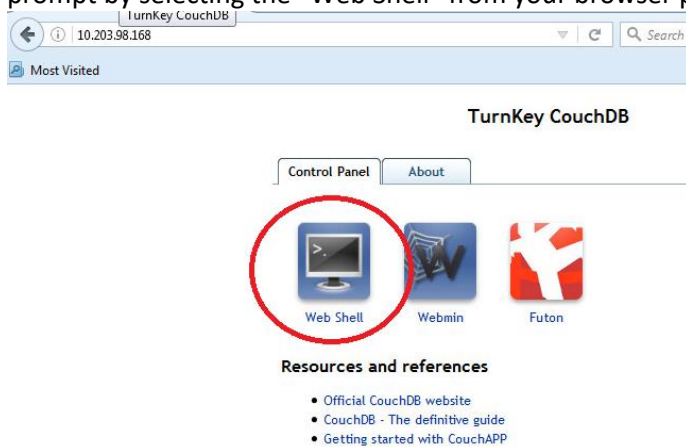 prompt by selecting the "Web Shell" from your browser p
TurnKey CouchDB
10.203.98.168
Search
Most Visited
TurnKey CouchDB
Control Panel
About
>_
W
Web Shell
Webmin
Futon
Resources and references
• Official CouchDB website
• CouchDB - The definitive guide
• Getting started with CouchAPP